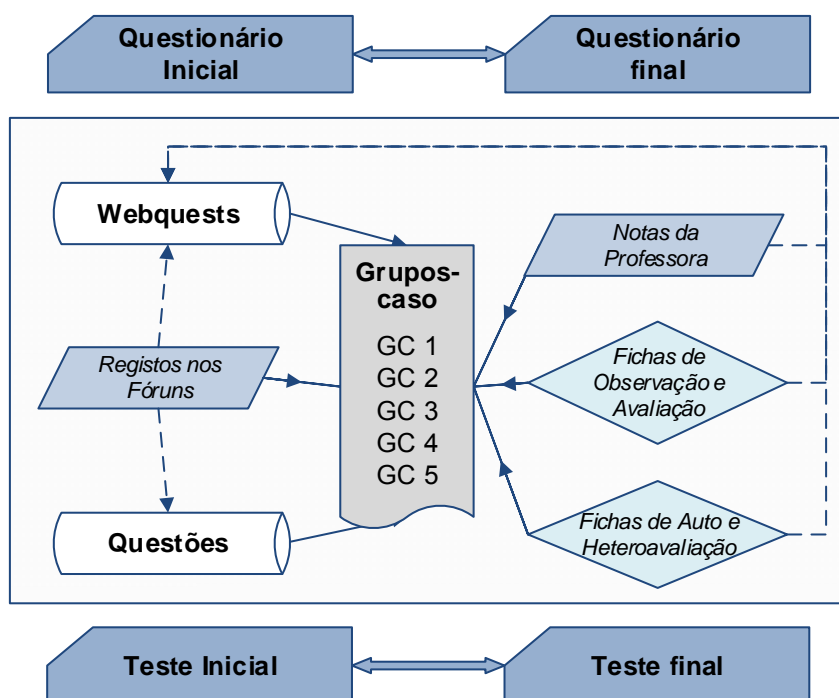 Questionário
Inicial
Questionário
final
Webquests
Notas da
Professora
Grupos-
caso
GC 1
GC 2
GC 3
GC 4
GC 5
Registos nos
Fóruns
Fichas de
Observação e
Avaliação
Questões
Fichas de Auto e
Heteroavaliação
Teste Inicial
Teste final